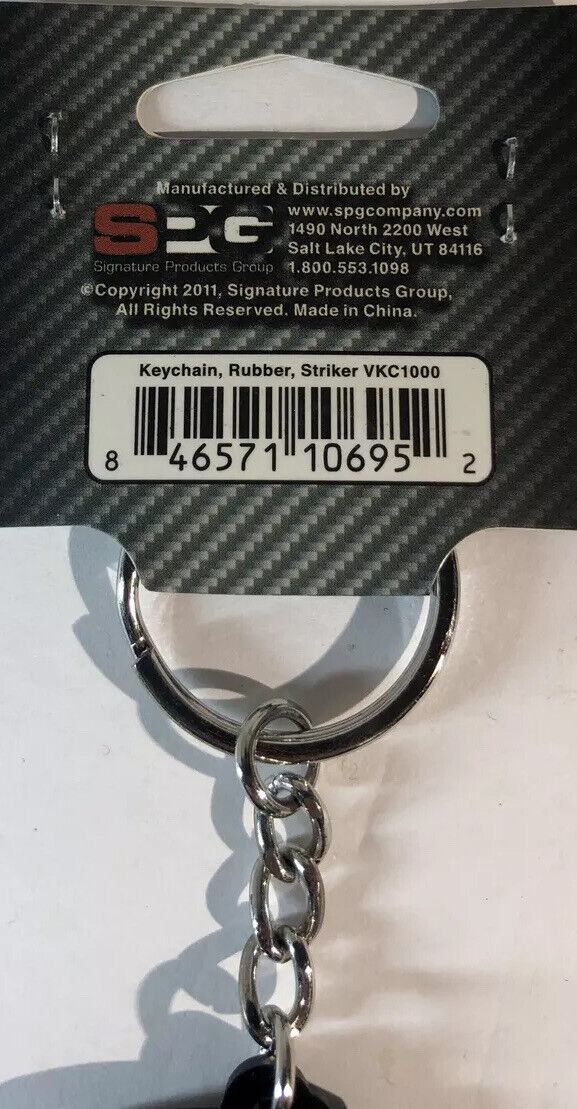 Manufactured & Distributed by
SPG
Signature Products Group
www.spgcompany.com
1490 North 2200 West
Salt Lake City, UT 84116
1.800.553.1098
©Copyright 2011, Signature Products Group,
All Rights Reserved. Made in China.
Keychain, Rubber, Striker VKC1000
8 46571 10695 2